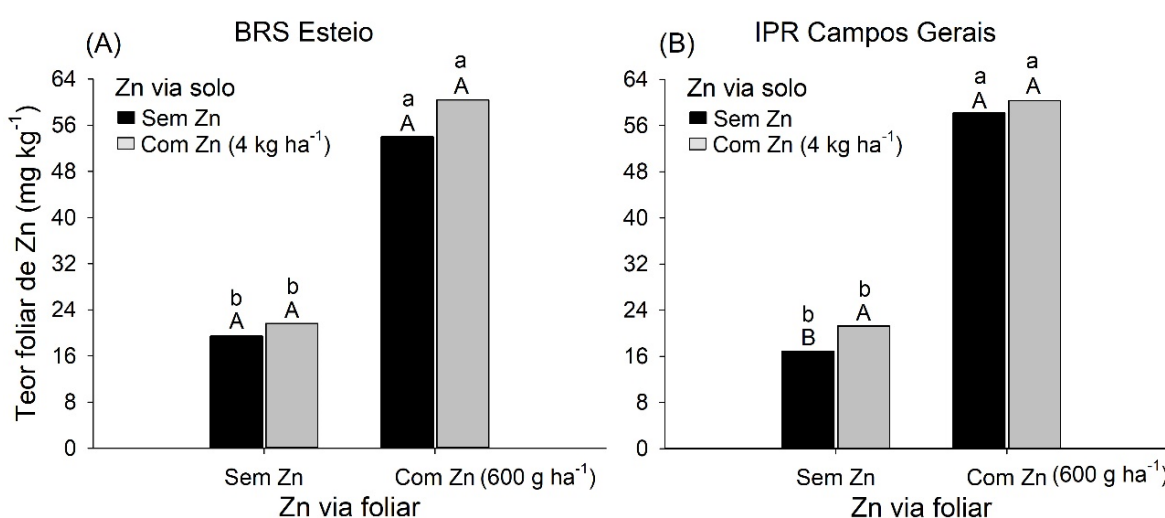 (A)
BRS Esteio
Teor foliar de Zn (mg kg⁻¹)
64
56
48
40
32
24
16
8
0
Zn via solo
Sem Zn
Com Zn (4 kg ha⁻¹)
b
A
b
A
a
A
a
A
Sem Zn
Com Zn (600 g ha⁻¹)
Zn via foliar
(B)
IPR Campos Gerais
64
56
48
40
32
24
16
8
0
Zn via solo
Sem Zn
Com Zn (4 kg ha⁻¹)
b
B
b
A
a
A
a
A
Sem Zn
Com Zn (600 g ha⁻¹)
Zn via foliar